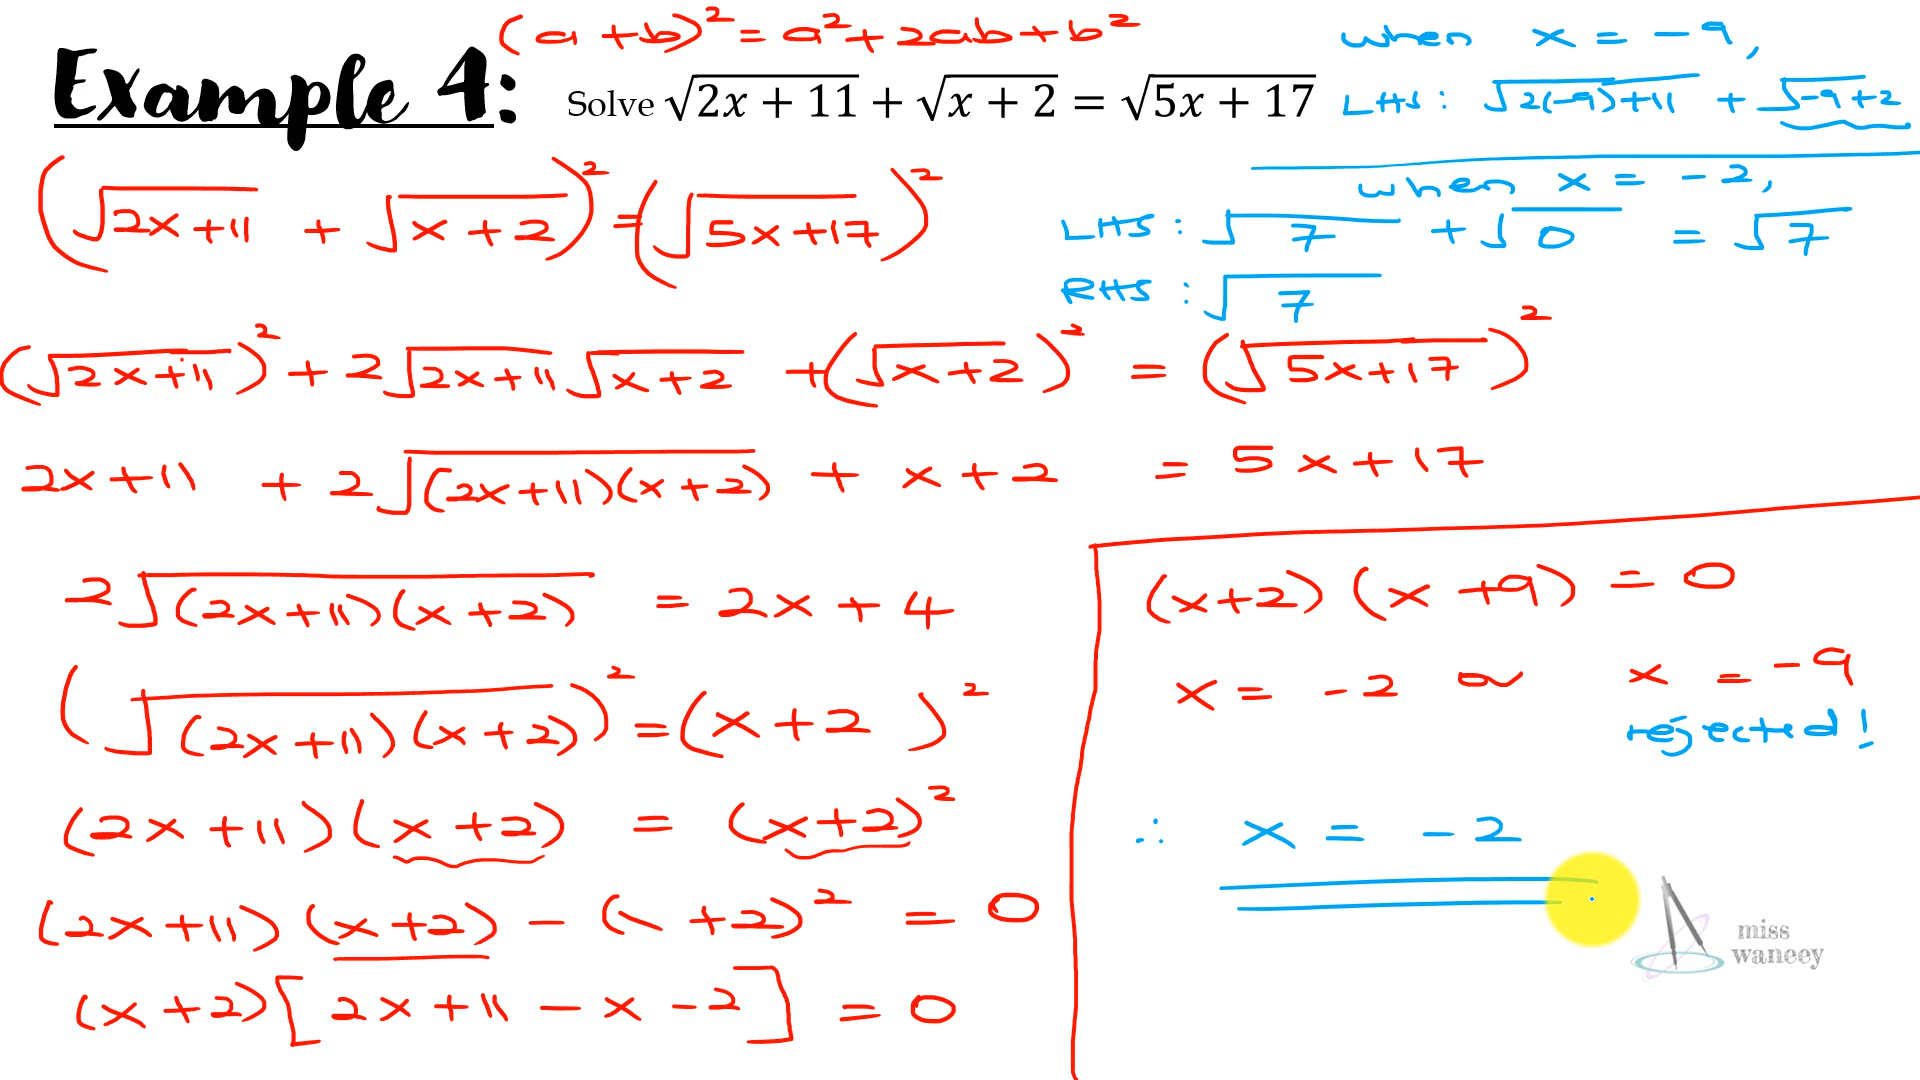 (a + b)² = a² + 2ab + b²
Example 4: Solve √(2x + 11) + √(x + 2) = √(5x + 17)
when x = -9,
LHS : √(2(-9)+11) + √(-9+2)
when x = -2,
LHS : √7 + √0 = √7
RHS : √7
(√(2x+11) + √(x+2))² = (√(5x+17))²
(√(2x+11))² + 2√(2x+11)√(x+2) + (√(x+2))² = (√(5x+17))²
2x+11 + 2√((2x+11)(x+2)) + x+2 = 5x+17
2√((2x+11)(x+2)) = 2x + 4
(√((2x+11)(x+2)))² = (x+2)²
(2x+11)(x+2) = (x+2)²
(2x+11)(x+2) - (x+2)² = 0
(x+2)[2x+11 - x - 2] = 0
(x+2)(x+9) = 0
x = -2 or x = -9
rejected!
∴ x = -2
miss
waneey